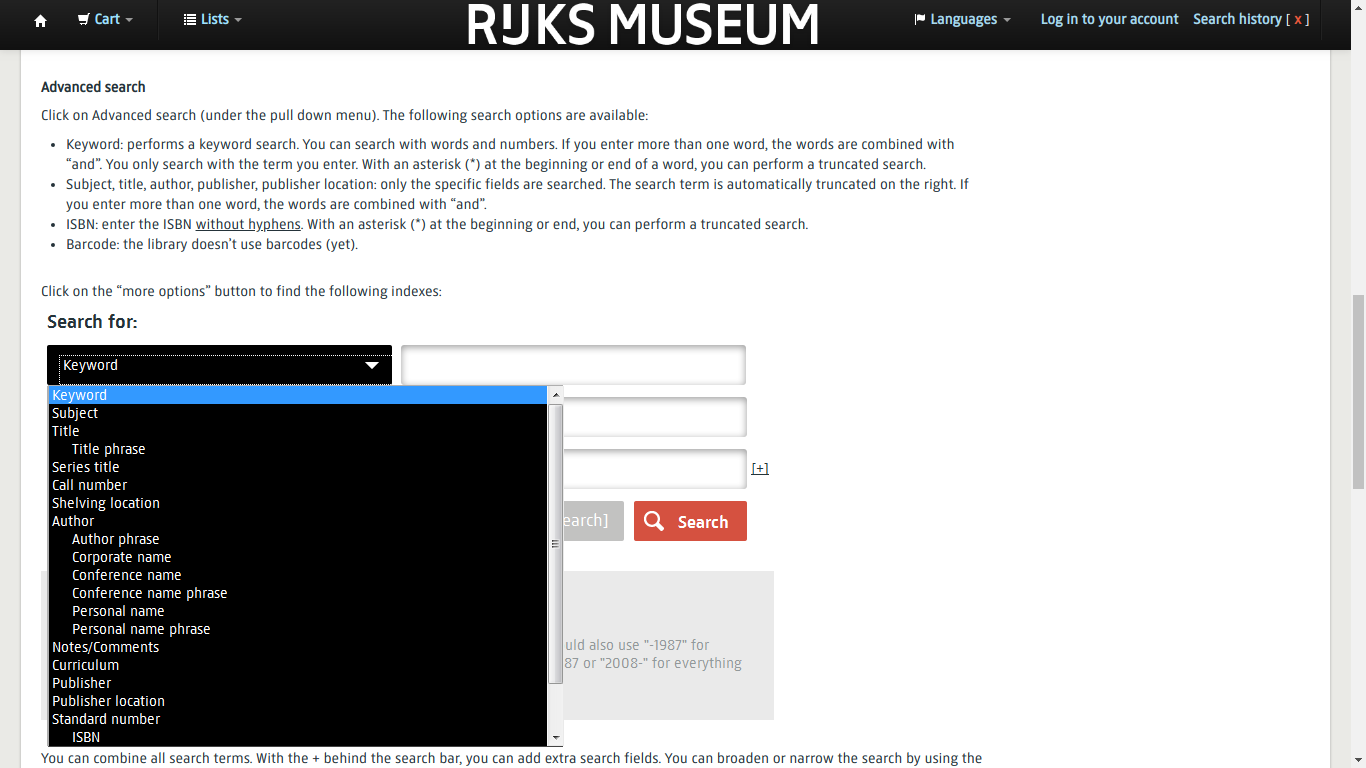 Cart
Lists
RIJKS MUSEUM
Languages
Log in to your account
Search history [ x ]
Advanced search
Click on Advanced search (under the pull down menu). The following search options are available:
• Keyword: performs a keyword search. You can search with words and numbers. If you enter more than one word, the words are combined with
“and”. You only search with the term you enter. With an asterisk (*) at the beginning or end of a word, you can perform a truncated search.
• Subject, title, author, publisher, publisher location: only the specific fields are searched. The search term is automatically truncated on the right. If
you enter more than one word, the words are combined with “and”.
• ISBN: enter the ISBN without hyphens. With an asterisk (*) at the beginning or end, you can perform a truncated search.
• Barcode: the library doesn’t use barcodes (yet).
Click on the “more options” button to find the following indexes:
Search for:
Keyword
Keyword
Subject
Title
Title phrase
Series title
[+]
Call number
Shelving location
Author
earch]
Search
Author phrase
Corporate name
Conference name
Conference name phrase
Personal name
Personal name phrase
Notes/Comments
uld also use "-1987" for
Curriculum
87 or "2008-" for everything
Publisher
Publisher location
Standard number
ISBN
You can combine all search terms. With the + behind the search bar, you can add extra search fields. You can broaden or narrow the search by using the